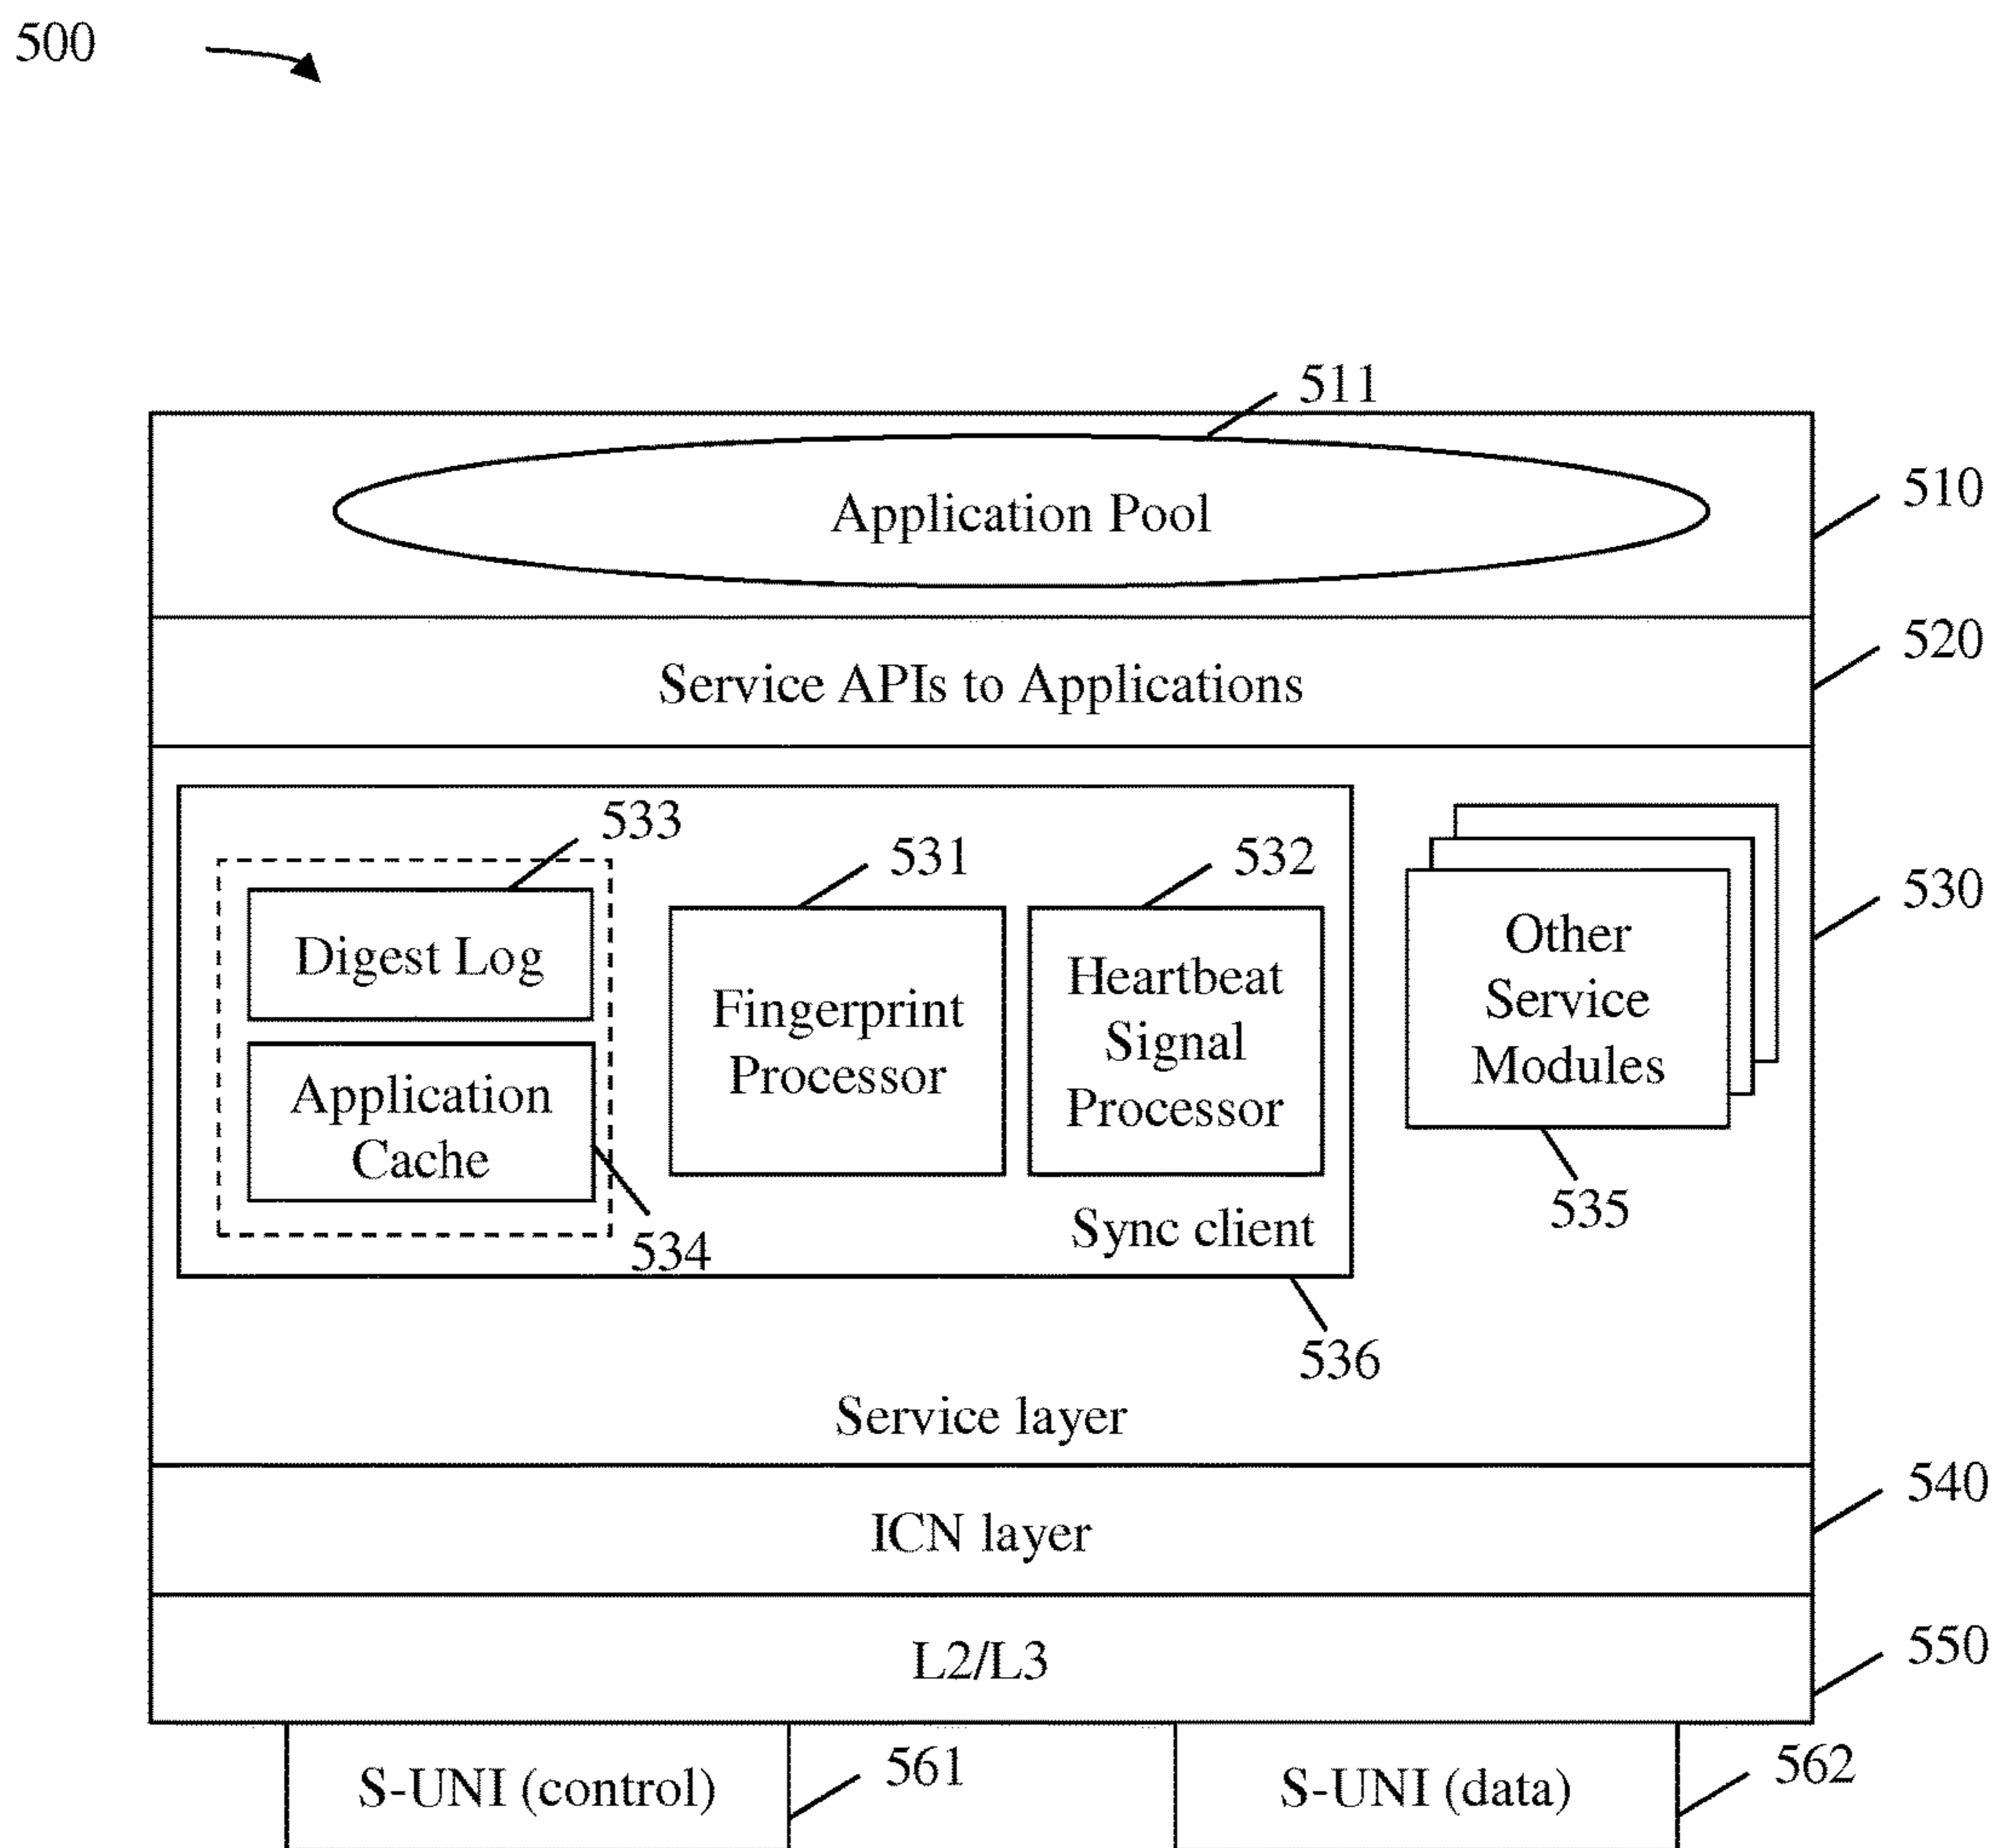 500
511
Application Pool
510
520
Service APIs to Applications
533
531
532
530
Digest Log
Application
Cache
534
Fingerprint
Processor
Heartbeat
Signal
Processor
Other
Service
Modules
535
Sync client
536
Service layer
540
ICN layer
550
L2/L3
S-UNI (control)
561
S-UNI (data)
562